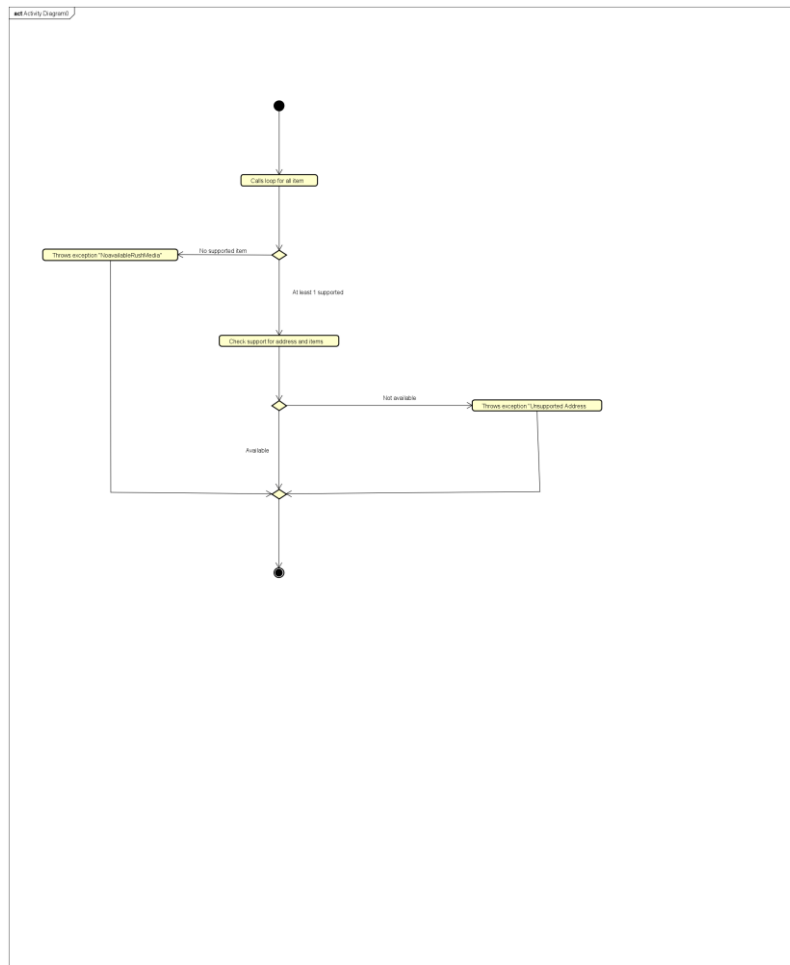 act Activity Diagram0
Calls loop for all item
No supported item
Throws exception "NoavailableRushMedia"
At least 1 supported
Check support for address and items
Not available
Throws exception "Unsupported Address
Available